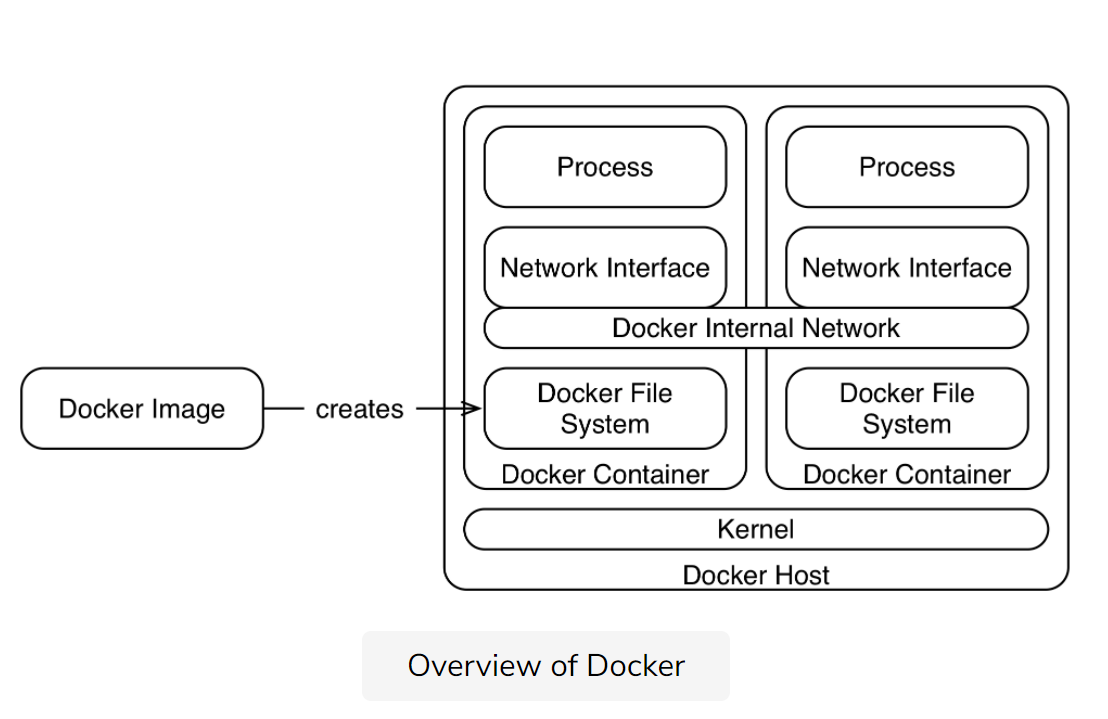 Process
Process
Network Interface
Network Interface
Docker Internal Network
Docker Image
creates
Docker File
System
Docker File
System
Docker Container
Docker Container
Kernel
Docker Host
Overview of Docker